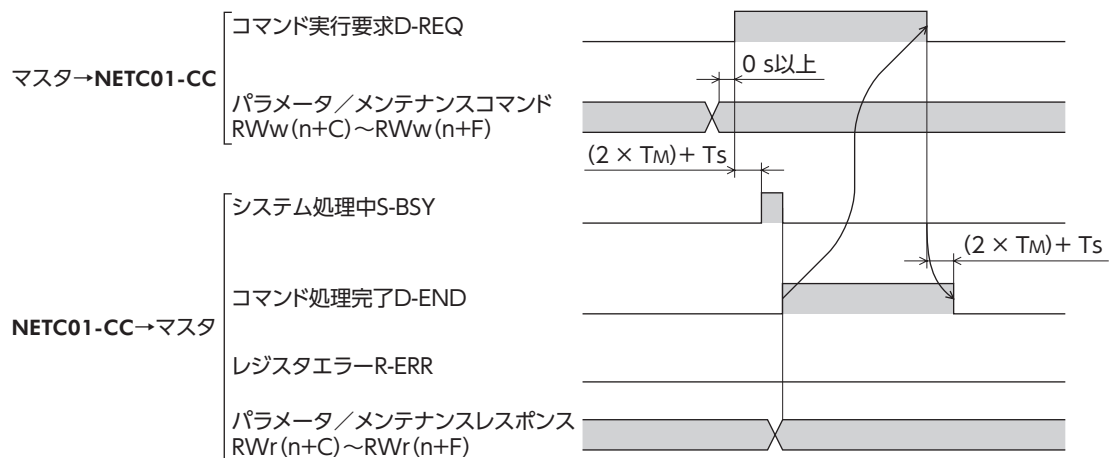 コマンド実行要求D-REQ
0 s以上
マスタ→NETC01-CC
パラメータ／メンテナンスコマンド
RWw(n+C)～RWw(n+F)
(2 × TM)+ Ts
システム処理中S-BSY
(2 × TM)+ Ts
コマンド処理完了D-END
NETC01-CC→マスタ
レジスタエラーR-ERR
パラメータ／メンテナンスレスポンス
RWr(n+C)～RWr(n+F)